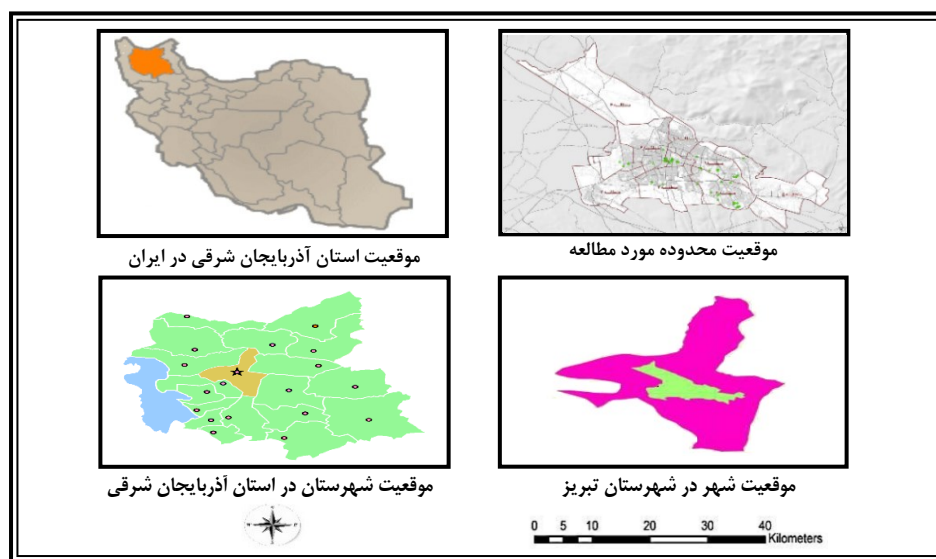 موقعیت استان آذربایجان شرقی در ایران
موقعیت محدوده مورد مطالعه
موقعیت شهرستان در استان آذربایجان شرقی
موقعیت شهر در شهرستان تبریز
0 5 10 20 30 40
Kilometers